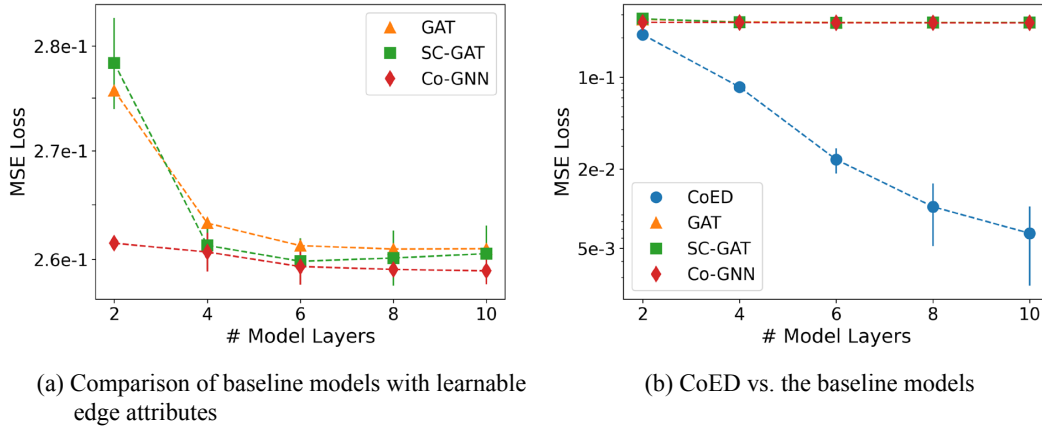 2.8e-1
2.7e-1
2.6e-1
MSE Loss
GAT
SC-GAT
Co-GNN
2 4 6 8 10
# Model Layers
(a) Comparison of baseline models with learnable
edge attributes
1e-1
2e-2
5e-3
MSE Loss
CoED
GAT
SC-GAT
Co-GNN
2 4 6 8 10
# Model Layers
(b) CoED vs. the baseline models